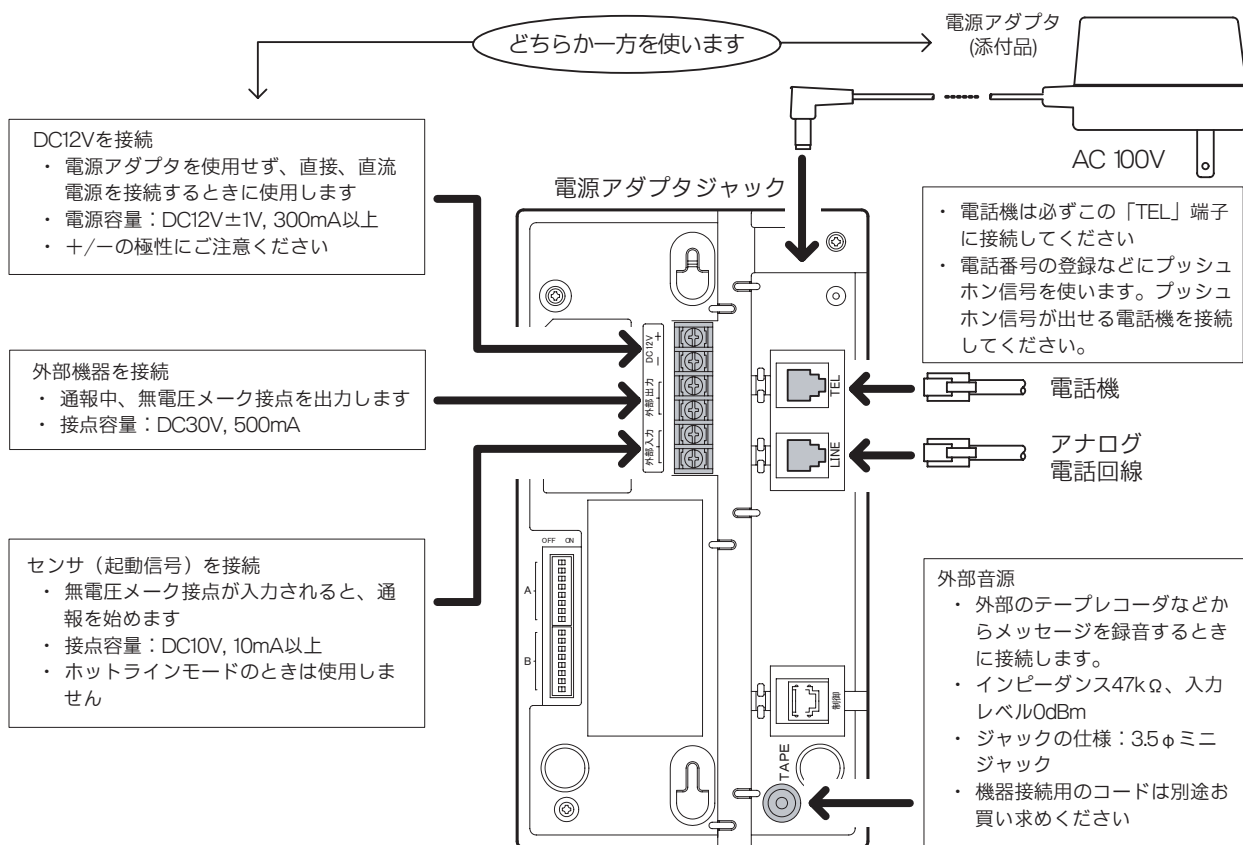 どちらか一方を使います
電源アダプタ
(添付品)
AC 100V
DC12Vを接続
・ 電源アダプタを使用せず、直接、直流
電源を接続するときに使用します
・ 電源容量：DC12V±1V, 300mA以上
・ ＋/－の極性にご注意ください
電源アダプタジャック
・ 電話機は必ずこの「TEL」端子
に接続してください
・ 電話番号の登録などにプッシュ
ホン信号を使います。プッシュ
ホン信号が出せる電話機を接続
してください。
外部機器を接続
・ 通報中、無電圧メーク接点を出力します
・ 接点容量：DC30V, 500mA
DC12V
＋
－
外部出力
外部入力
TEL
電話機
LINE
アナログ
電話回線
センサ（起動信号）を接続
・ 無電圧メーク接点が入力されると、通
報を始めます
・ 接点容量：DC10V, 10mA以上
・ ホットラインモードのときは使用しま
せん
OFF ON
A
B
制御
TAPE
外部音源
・ 外部のテープレコーダなどか
らメッセージを録音するとき
に接続します。
・ インピーダンス47kΩ、入力
レベル0dBm
・ ジャックの仕様：3.5φミニ
ジャック
・ 機器接続用のコードは別途お
買い求めください